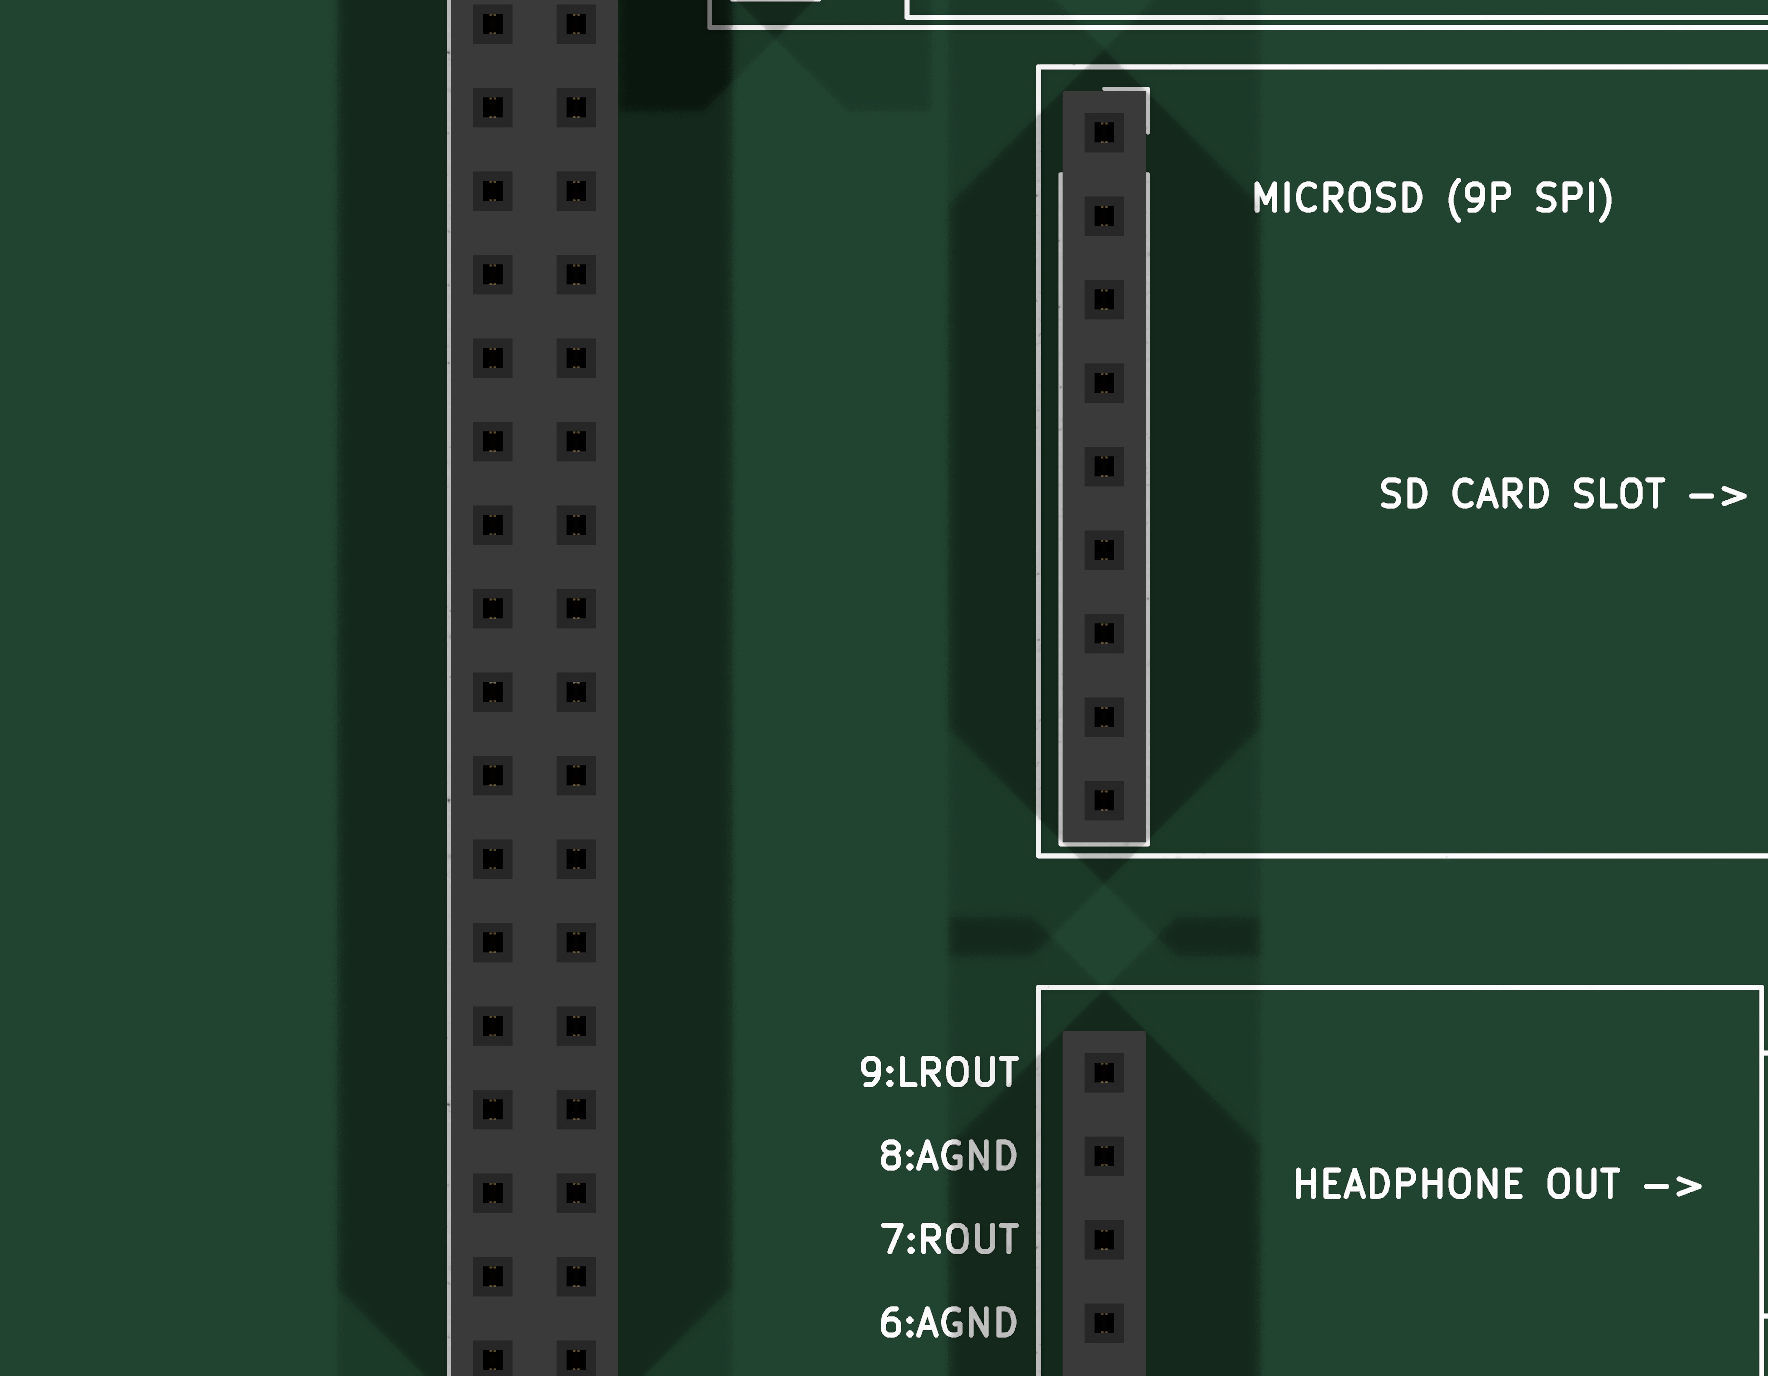 MICROSD (9P SPI)
SD CARD SLOT ->
9:LROUT
8:AGND
HEADPHONE OUT ->
7:ROUT
6:AGND